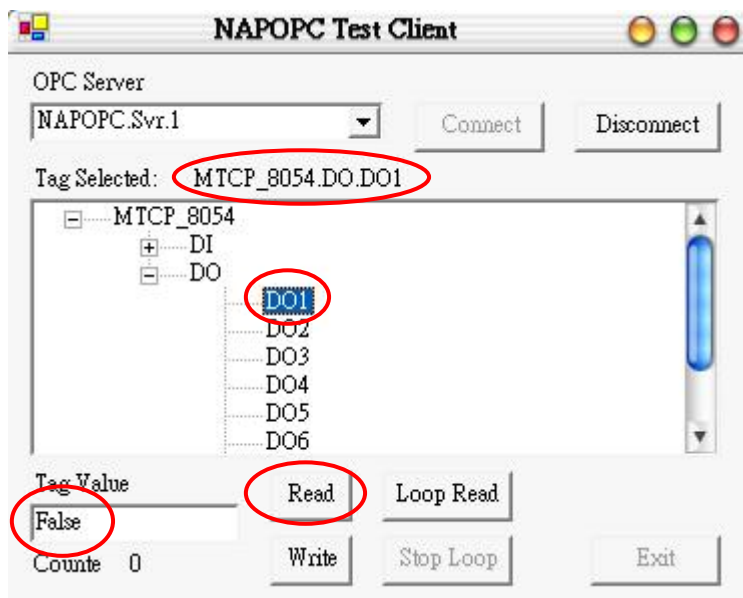 NAPOPC Test Client
OPC Server
NAPOPC.Svr.1
Connect
Disconnect
Tag Selected: MTCP_8054.DO.DO1
MTCP_8054
DI
DO
DO1
DO2
DO3
DO4
DO5
DO6
Tag Value
Read
Loop Read
False
Counte 0
Write
Stop Loop
Exit